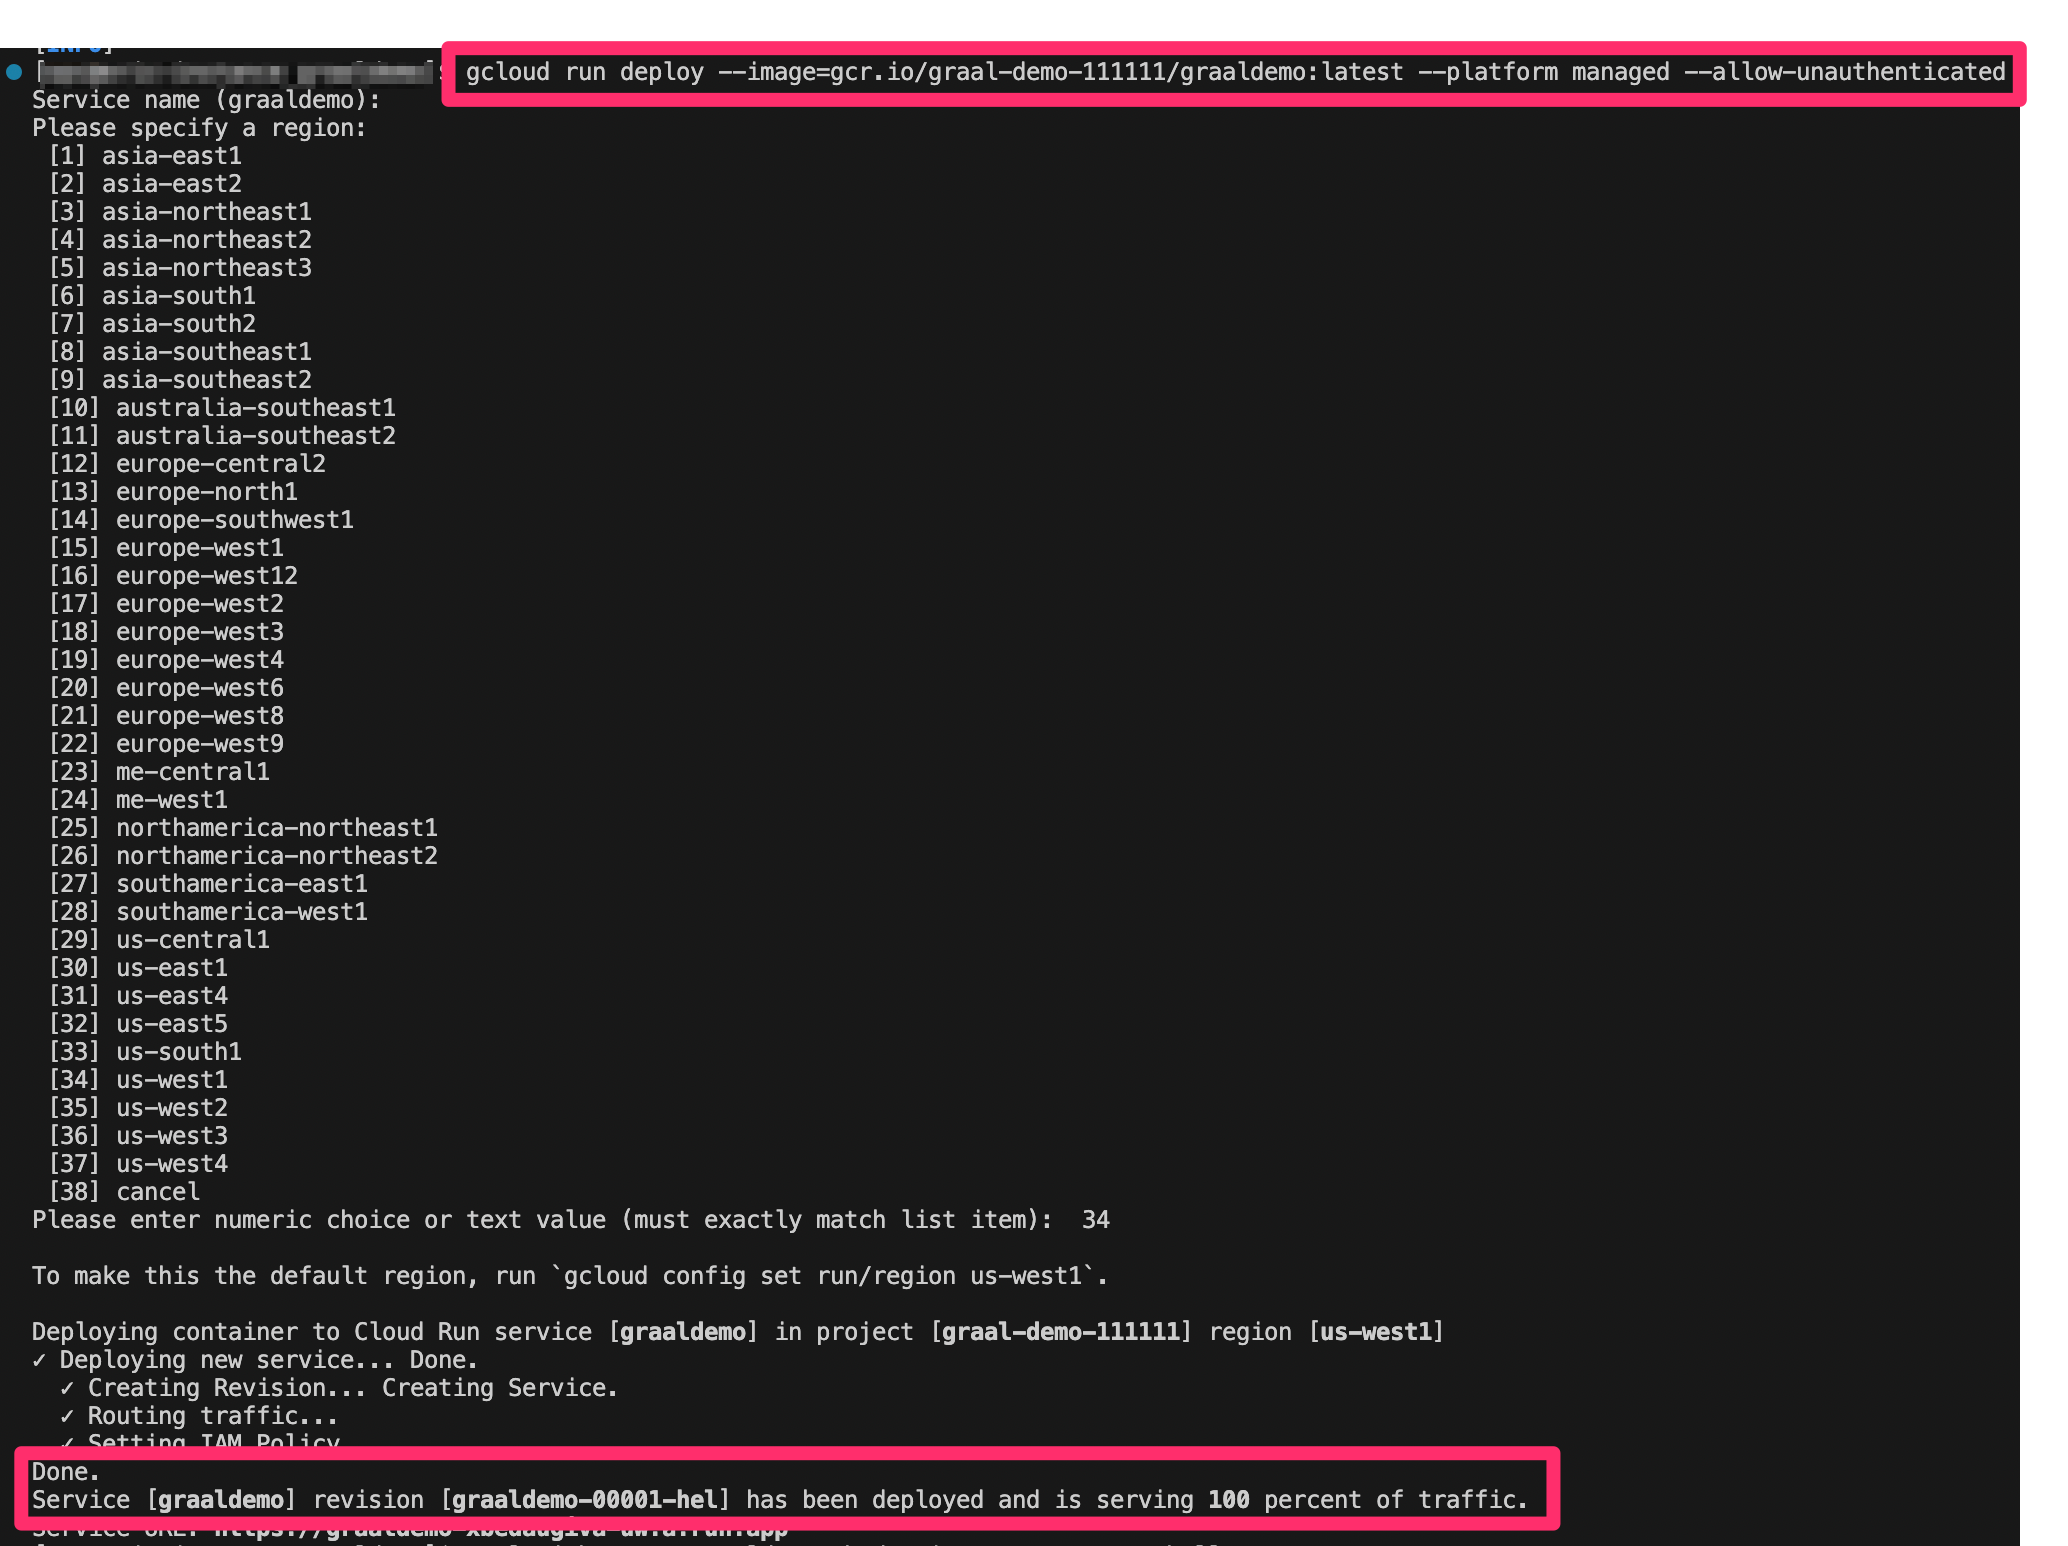 [INFO]
gcloud run deploy --image=gcr.io/graal-demo-111111/graaldemo:latest --platform managed --allow-unauthenticated
Service name (graaldemo):
Please specify a region:
[1] asia-east1
[2] asia-east2
[3] asia-northeast1
[4] asia-northeast2
[5] asia-northeast3
[6] asia-south1
[7] asia-south2
[8] asia-southeast1
[9] asia-southeast2
[10] australia-southeast1
[11] australia-southeast2
[12] europe-central2
[13] europe-north1
[14] europe-southwest1
[15] europe-west1
[16] europe-west12
[17] europe-west2
[18] europe-west3
[19] europe-west4
[20] europe-west6
[21] europe-west8
[22] europe-west9
[23] me-central1
[24] me-west1
[25] northamerica-northeast1
[26] northamerica-northeast2
[27] southamerica-east1
[28] southamerica-west1
[29] us-central1
[30] us-east1
[31] us-east4
[32] us-east5
[33] us-south1
[34] us-west1
[35] us-west2
[36] us-west3
[37] us-west4
[38] cancel
Please enter numeric choice or text value (must exactly match list item):  34
To make this the default region, run `gcloud config set run/region us-west1`.
Deploying container to Cloud Run service [graaldemo] in project [graal-demo-111111] region [us-west1]
✓ Deploying new service... Done.
✓ Creating Revision... Creating Service.
✓ Routing traffic...
✓ Setting IAM Policy
Done.
Service [graaldemo] revision [graaldemo-00001-hel] has been deployed and is serving 100 percent of traffic.
Service URL: